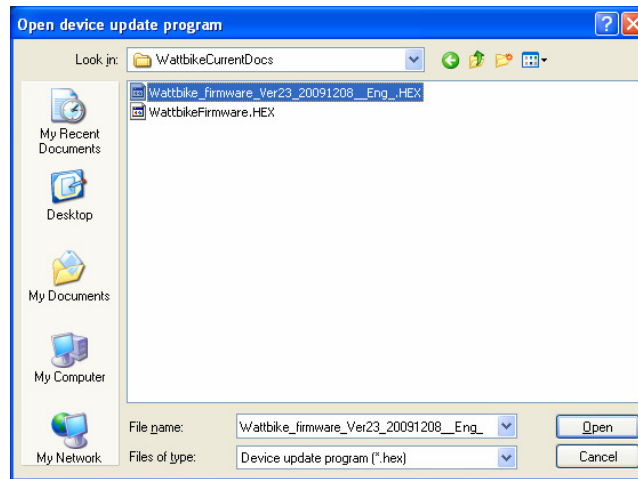 Open device update program
Look in:
WattbikeCurrentDocs
Wattbike_firmware_Ver23_20091208__Eng_.HEX
WattbikeFirmware.HEX
My Recent
Documents
Desktop
My Documents
My Computer
My Network
File name:
Wattbike_firmware_Ver23_20091208__Eng_
Open
Files of type:
Device update program (*.hex)
Cancel